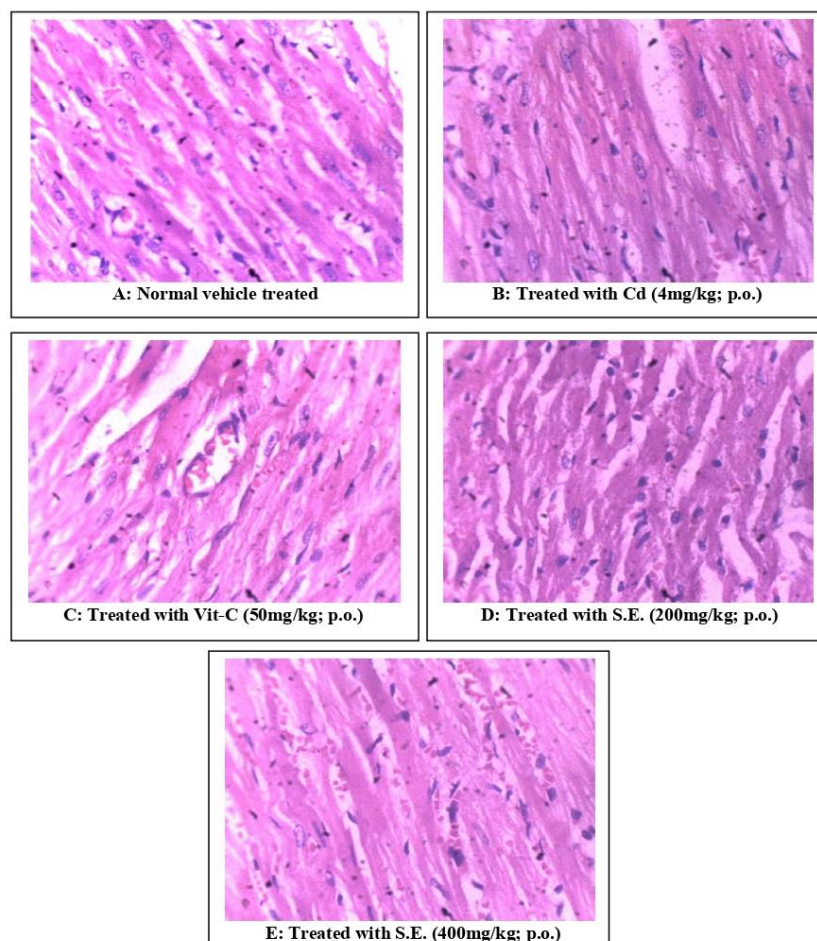 A: Normal vehicle treated
B: Treated with Cd (4mg/kg; p.o.)
C: Treated with Vit-C (50mg/kg; p.o.)
D: Treated with S.E. (200mg/kg; p.o.)
E: Treated with S.E. (400mg/kg; p.o.)